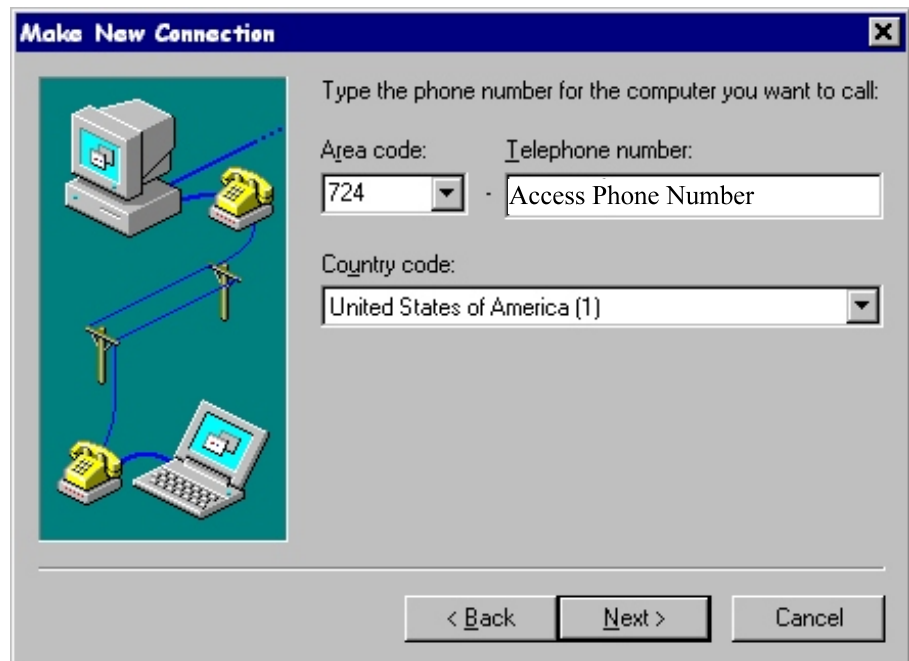 Make New Connection
Type the phone number for the computer you want to call:
Area code: Telephone number:
724 - Access Phone Number
Country code:
United States of America (1)
< Back Next > Cancel